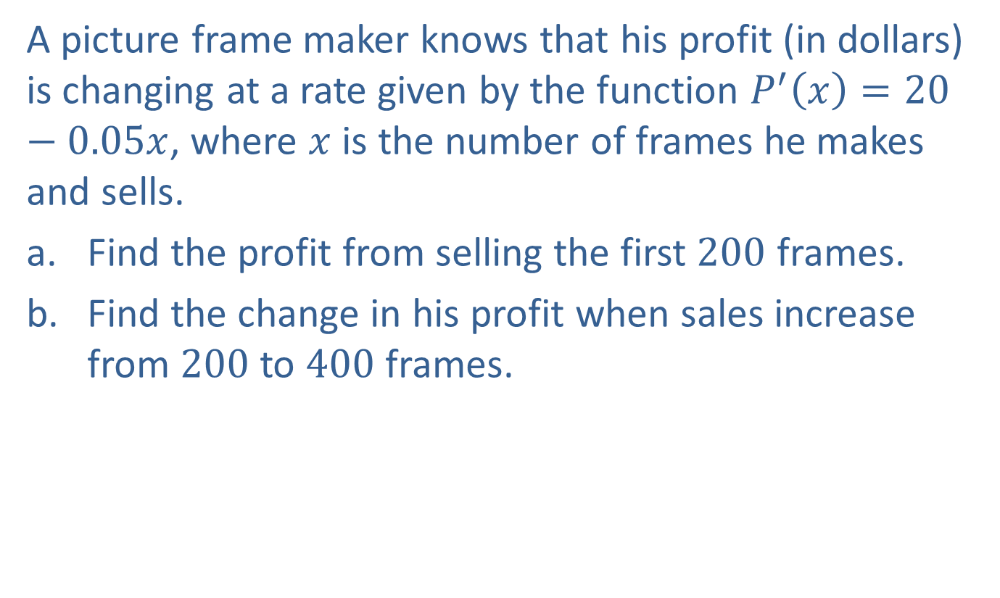 A picture frame maker knows that his profit (in dollars)
is changing at a rate given by the function 𝑃′(𝑥) = 20
− 0.05𝑥, where 𝑥 is the number of frames he makes
and sells.
a. Find the profit from selling the first 200 frames.
b. Find the change in his profit when sales increase
from 200 to 400 frames.